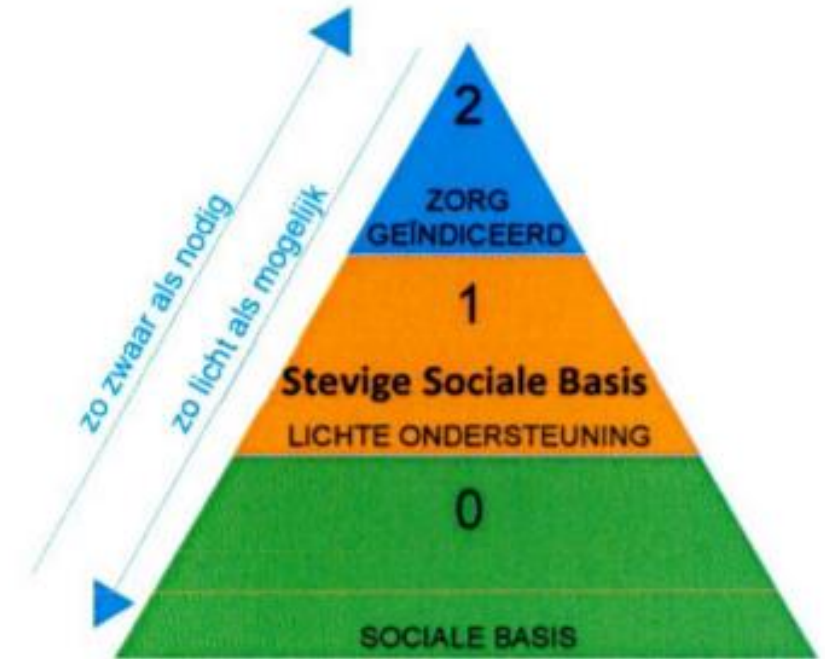 zo zwaar als nodig
zo licht als mogelijk
2
ZORG
GEÏNDICEERD
1
Stevige Sociale Basis
LICHTE ONDERSTEUNING
0
SOCIALE BASIS